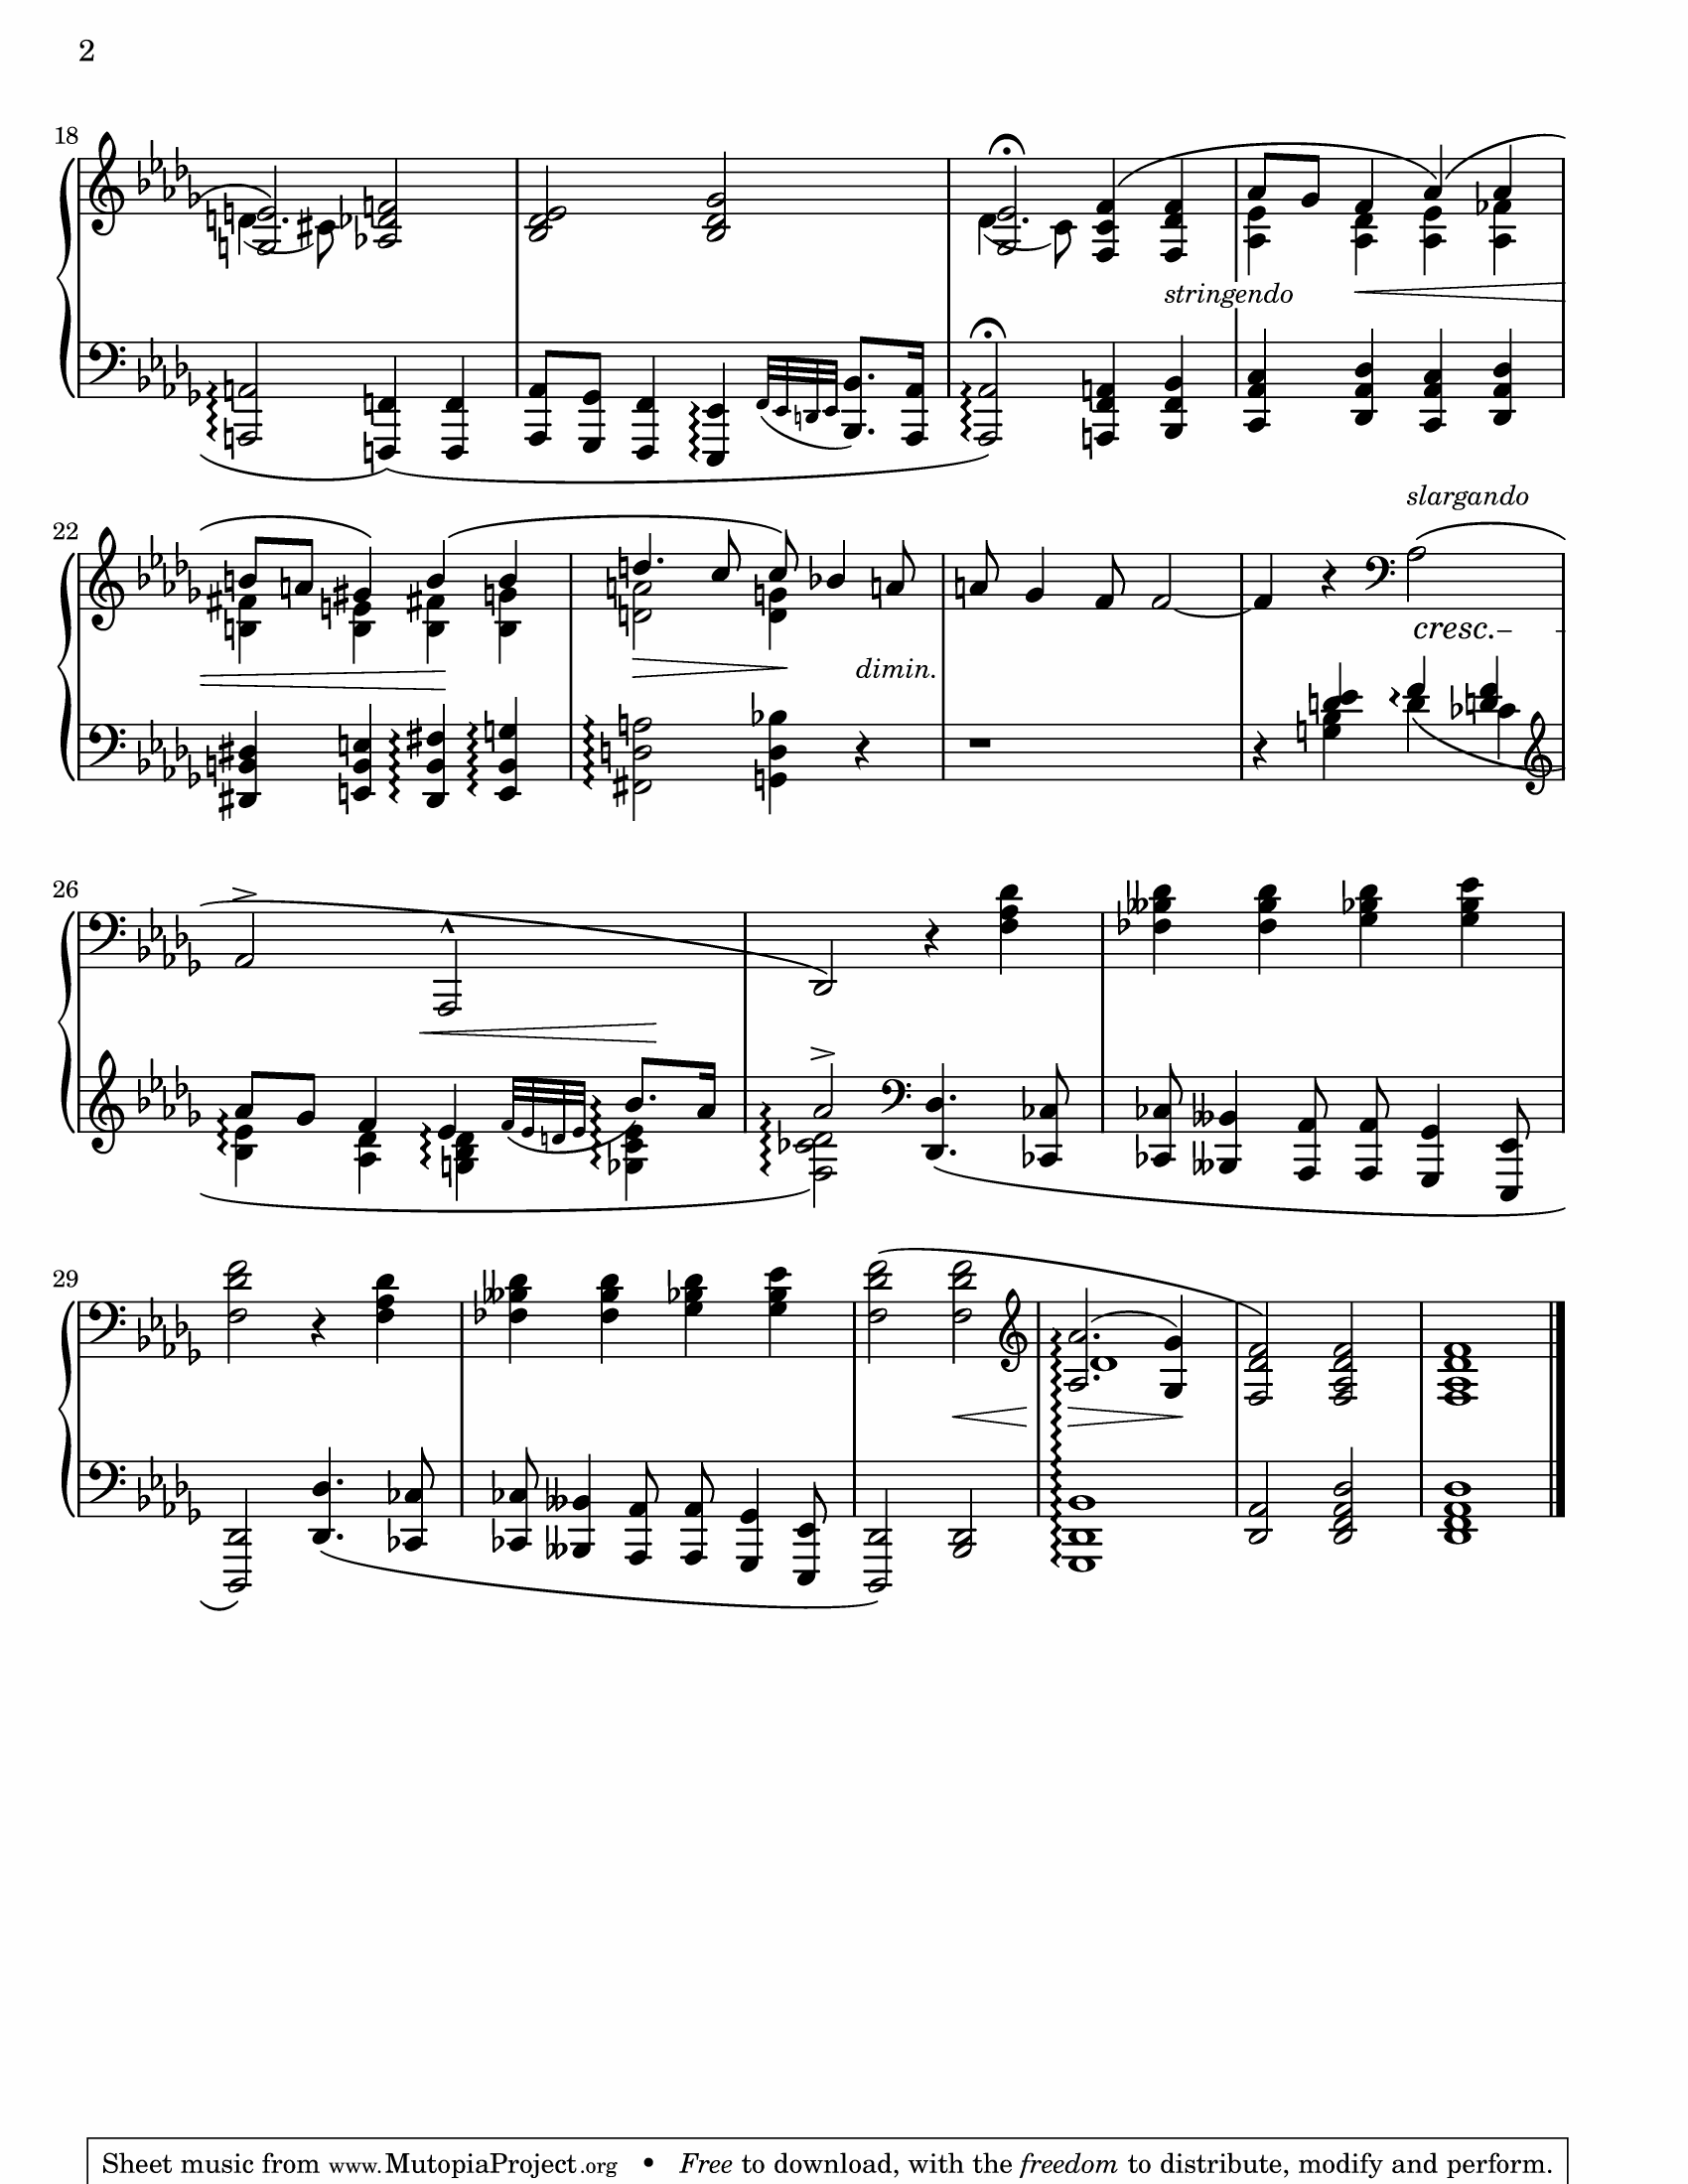 2
18
stringendo
slargando
22
cresc.
dimin.
26
29
Sheet music from www.MutopiaProject.org • Free to download, with the freedom to distribute, modify and perform.